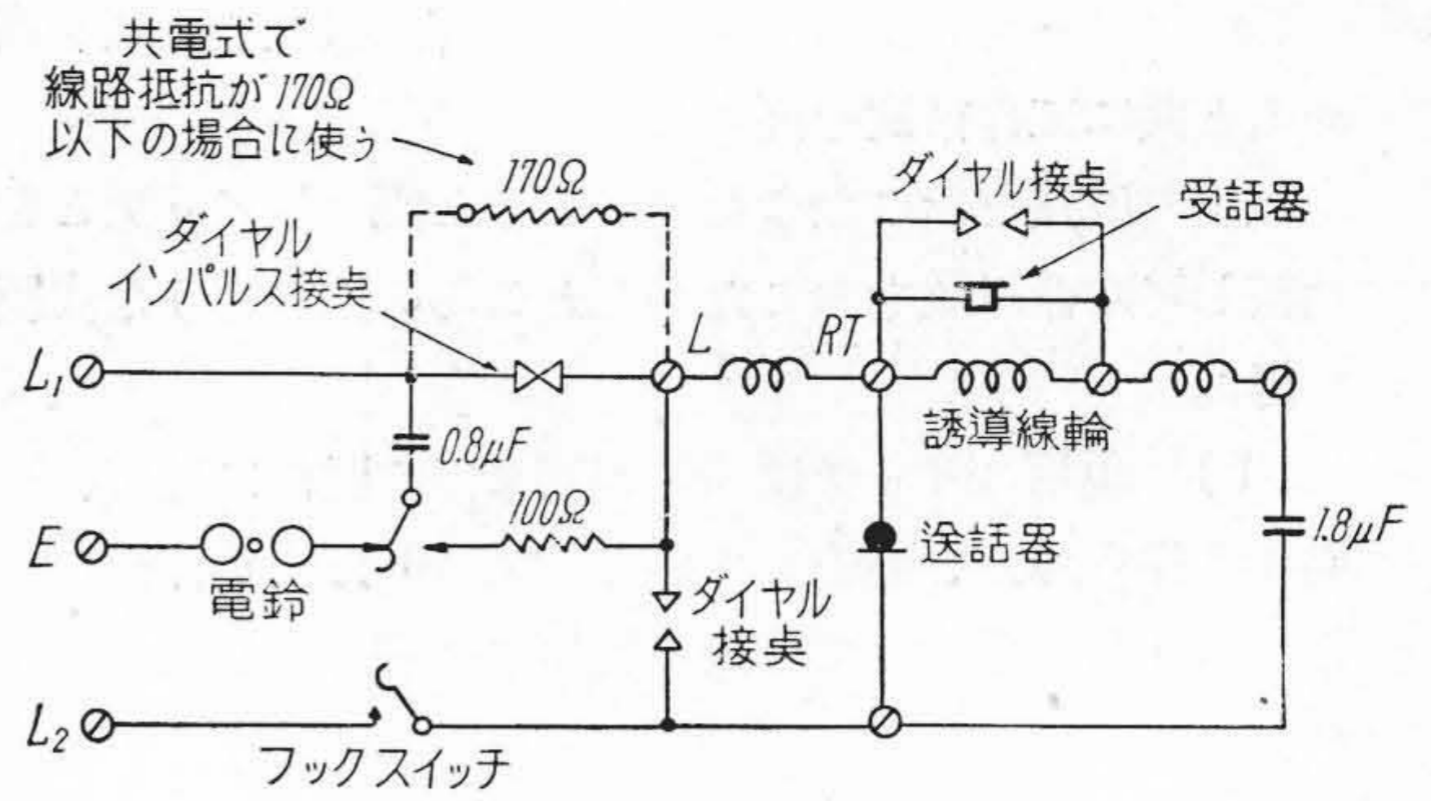 共電式で
線路抵抗が170Ω
以下の場合に使う
170Ω
ダイヤル接点
受話器
ダイヤル
インパルス接点
L
RT
L₁
誘導線輪
0.8μF
100Ω
E
送話器
1.8μF
電鈴
ダイヤル
接点
L₂
フックスイッチ